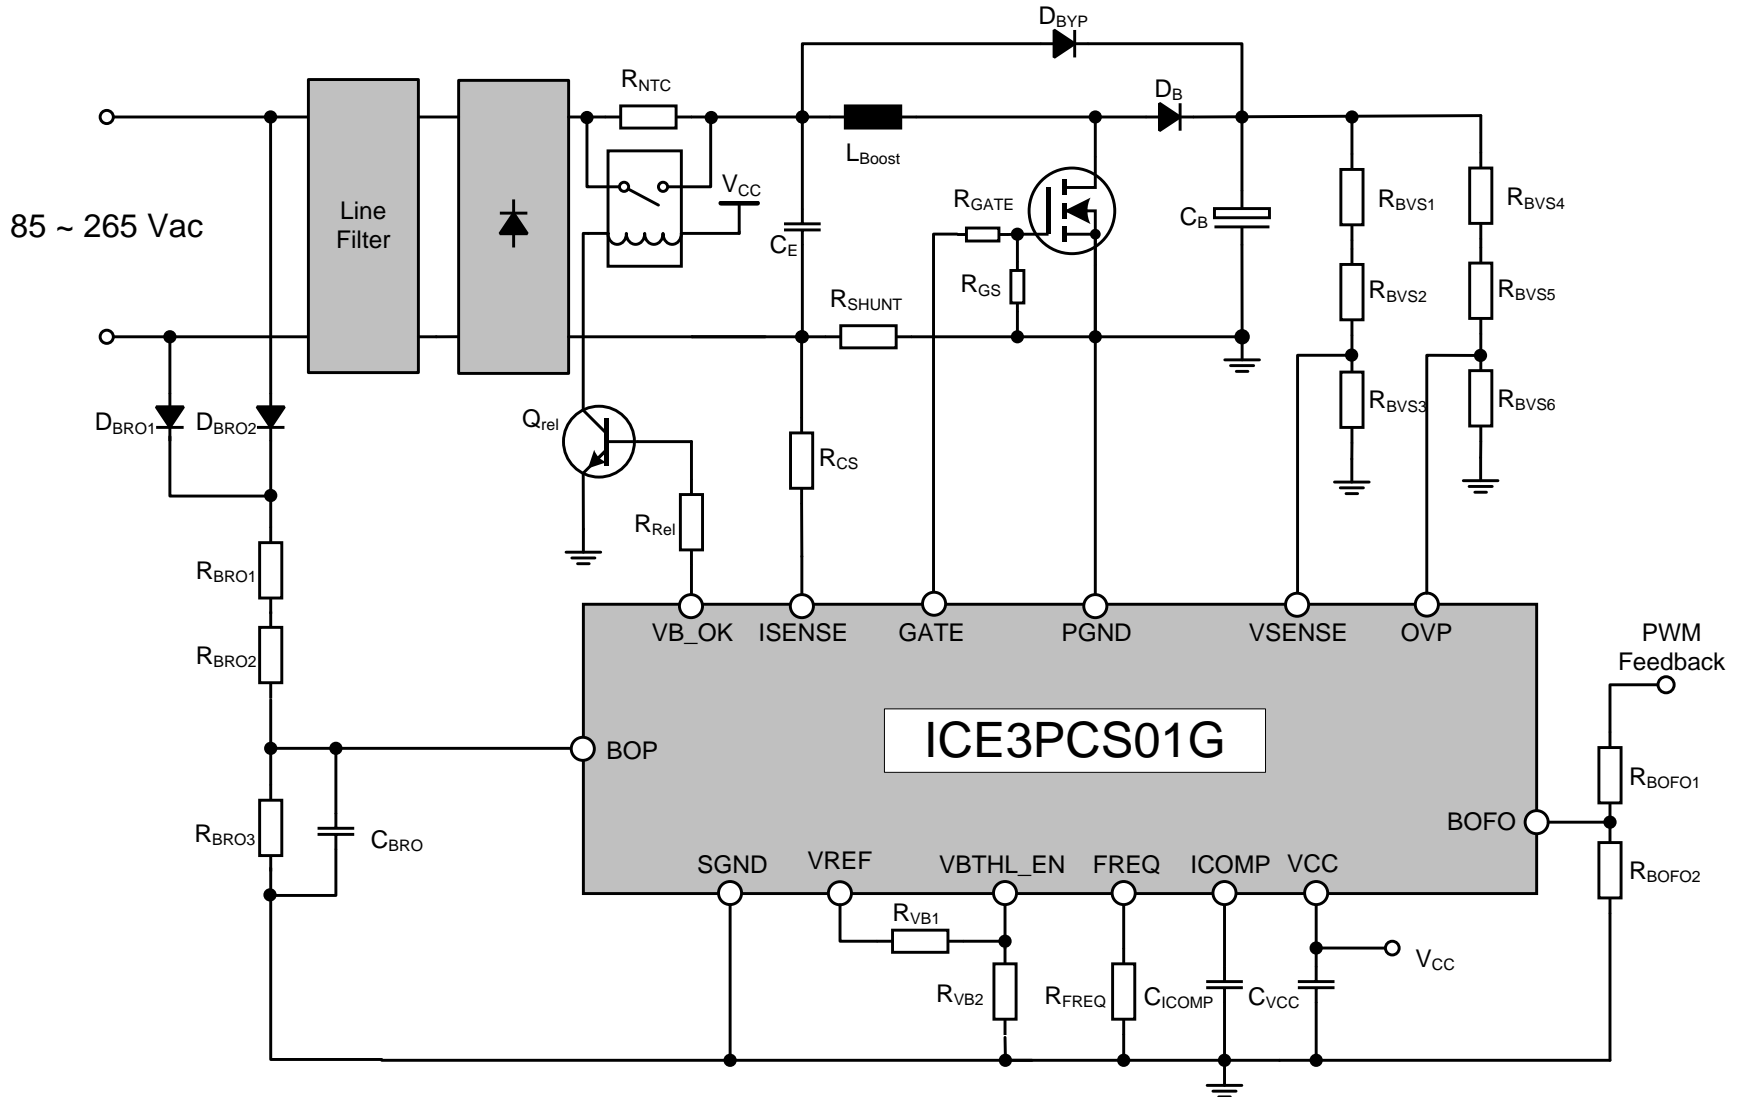 DBYP
RNTC
DB
LBoost
VCC
RGATE
RBVS1
RBVS4
Line
Filter
85 ~ 265 Vac
CB
CE
RGS
RSHUNT
RBVS2
RBVS5
DBRO1
DBRO2
Qrel
RBVS3
RBVS6
RCS
RRel
RBRO1
VB_OK
ISENSE
GATE
PGND
VSENSE
OVP
PWM
Feedback
RBRO2
ICE3PCS01G
BOP
RBOFO1
BOFO
RBRO3
CBRO
SGND
VREF
VBTHL_EN
FREQ
ICOMP
VCC
RBOFO2
RVB1
VCC
RVB2
RFREQ
CICOMP
CVCC